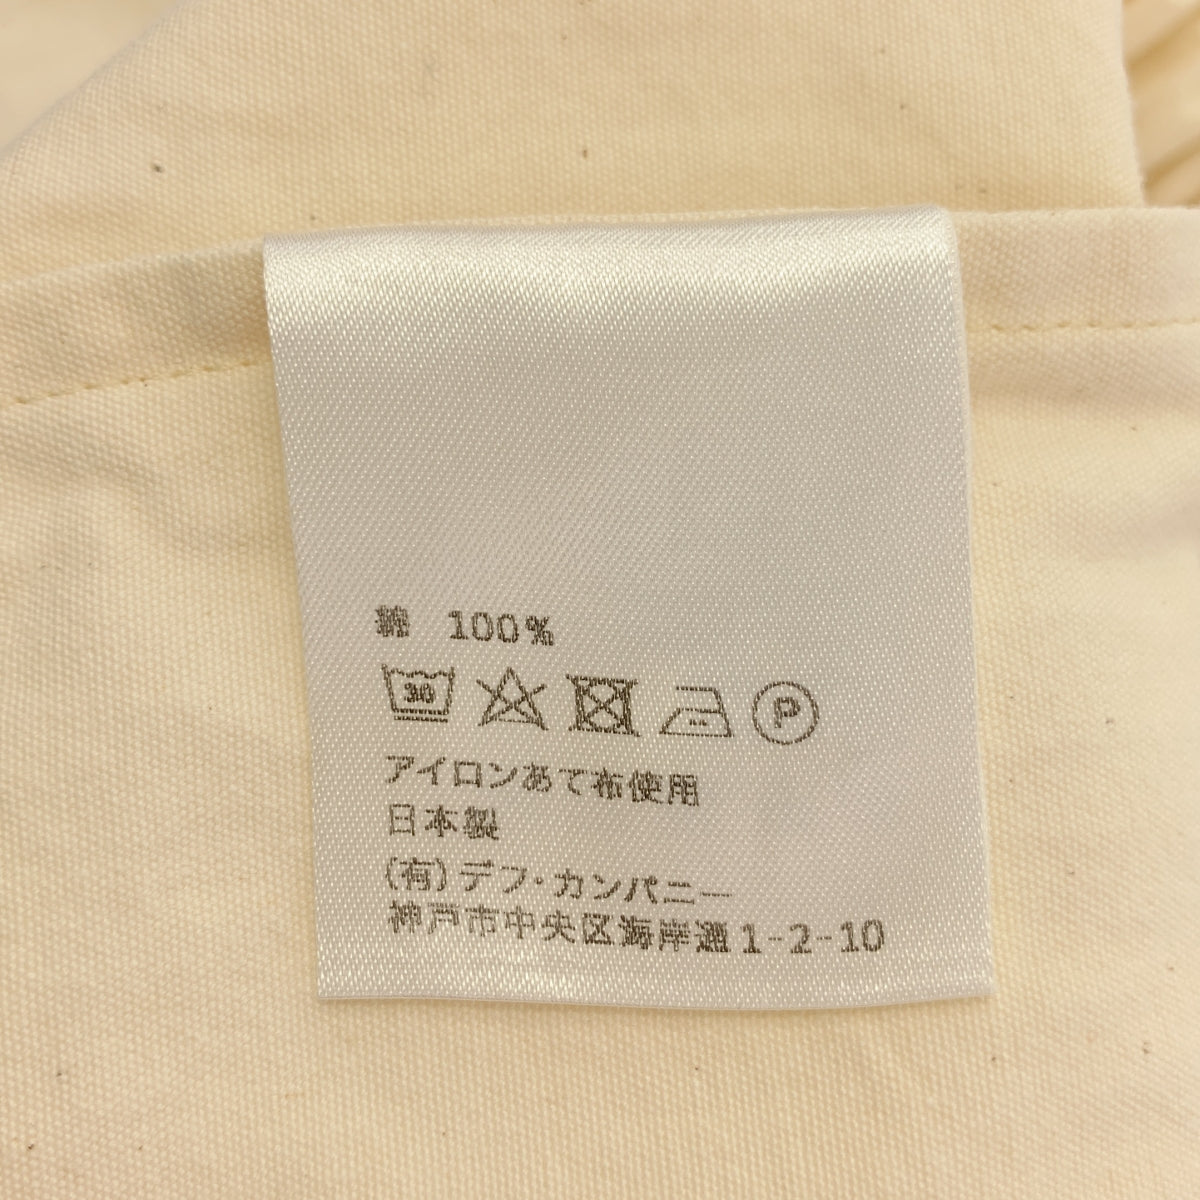 綿 100%
30
P
アイロンあて布使用
日本製
(有)デフ・カンパニー
神戸市中央区海岸通1-2-10